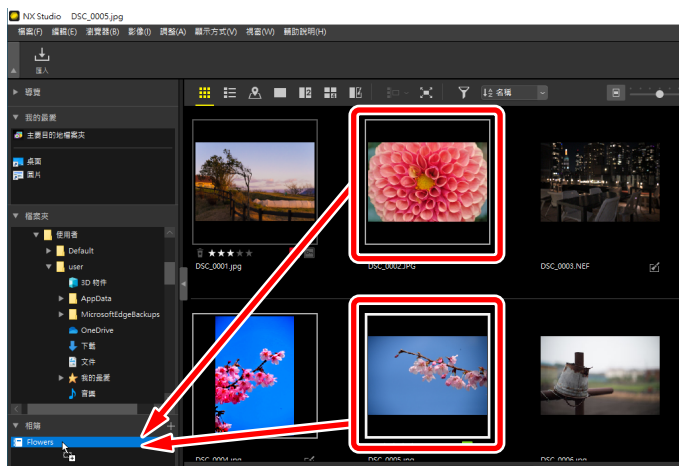 NX Studio DSC_0005.jpg
檔案(F) 編輯(E) 瀏覽器(B) 影像(I) 調整(A) 顯示方式(V) 視窗(W) 輔助說明(H)
匯入
導覽
名稱
我的最愛
主要目的地檔案夾
桌面
圖片
檔案夾
使用者
Default
user
3D 物件
AppData
MicrosoftEdgeBackups
OneDrive
下載
文件
我的最愛
音樂
相簿
Flowers
DSC_0001.jpg DSC_0002.JPG DSC_0003.NEF
DSC_0004.jpg DSC_0005.jpg DSC_0006.jpg